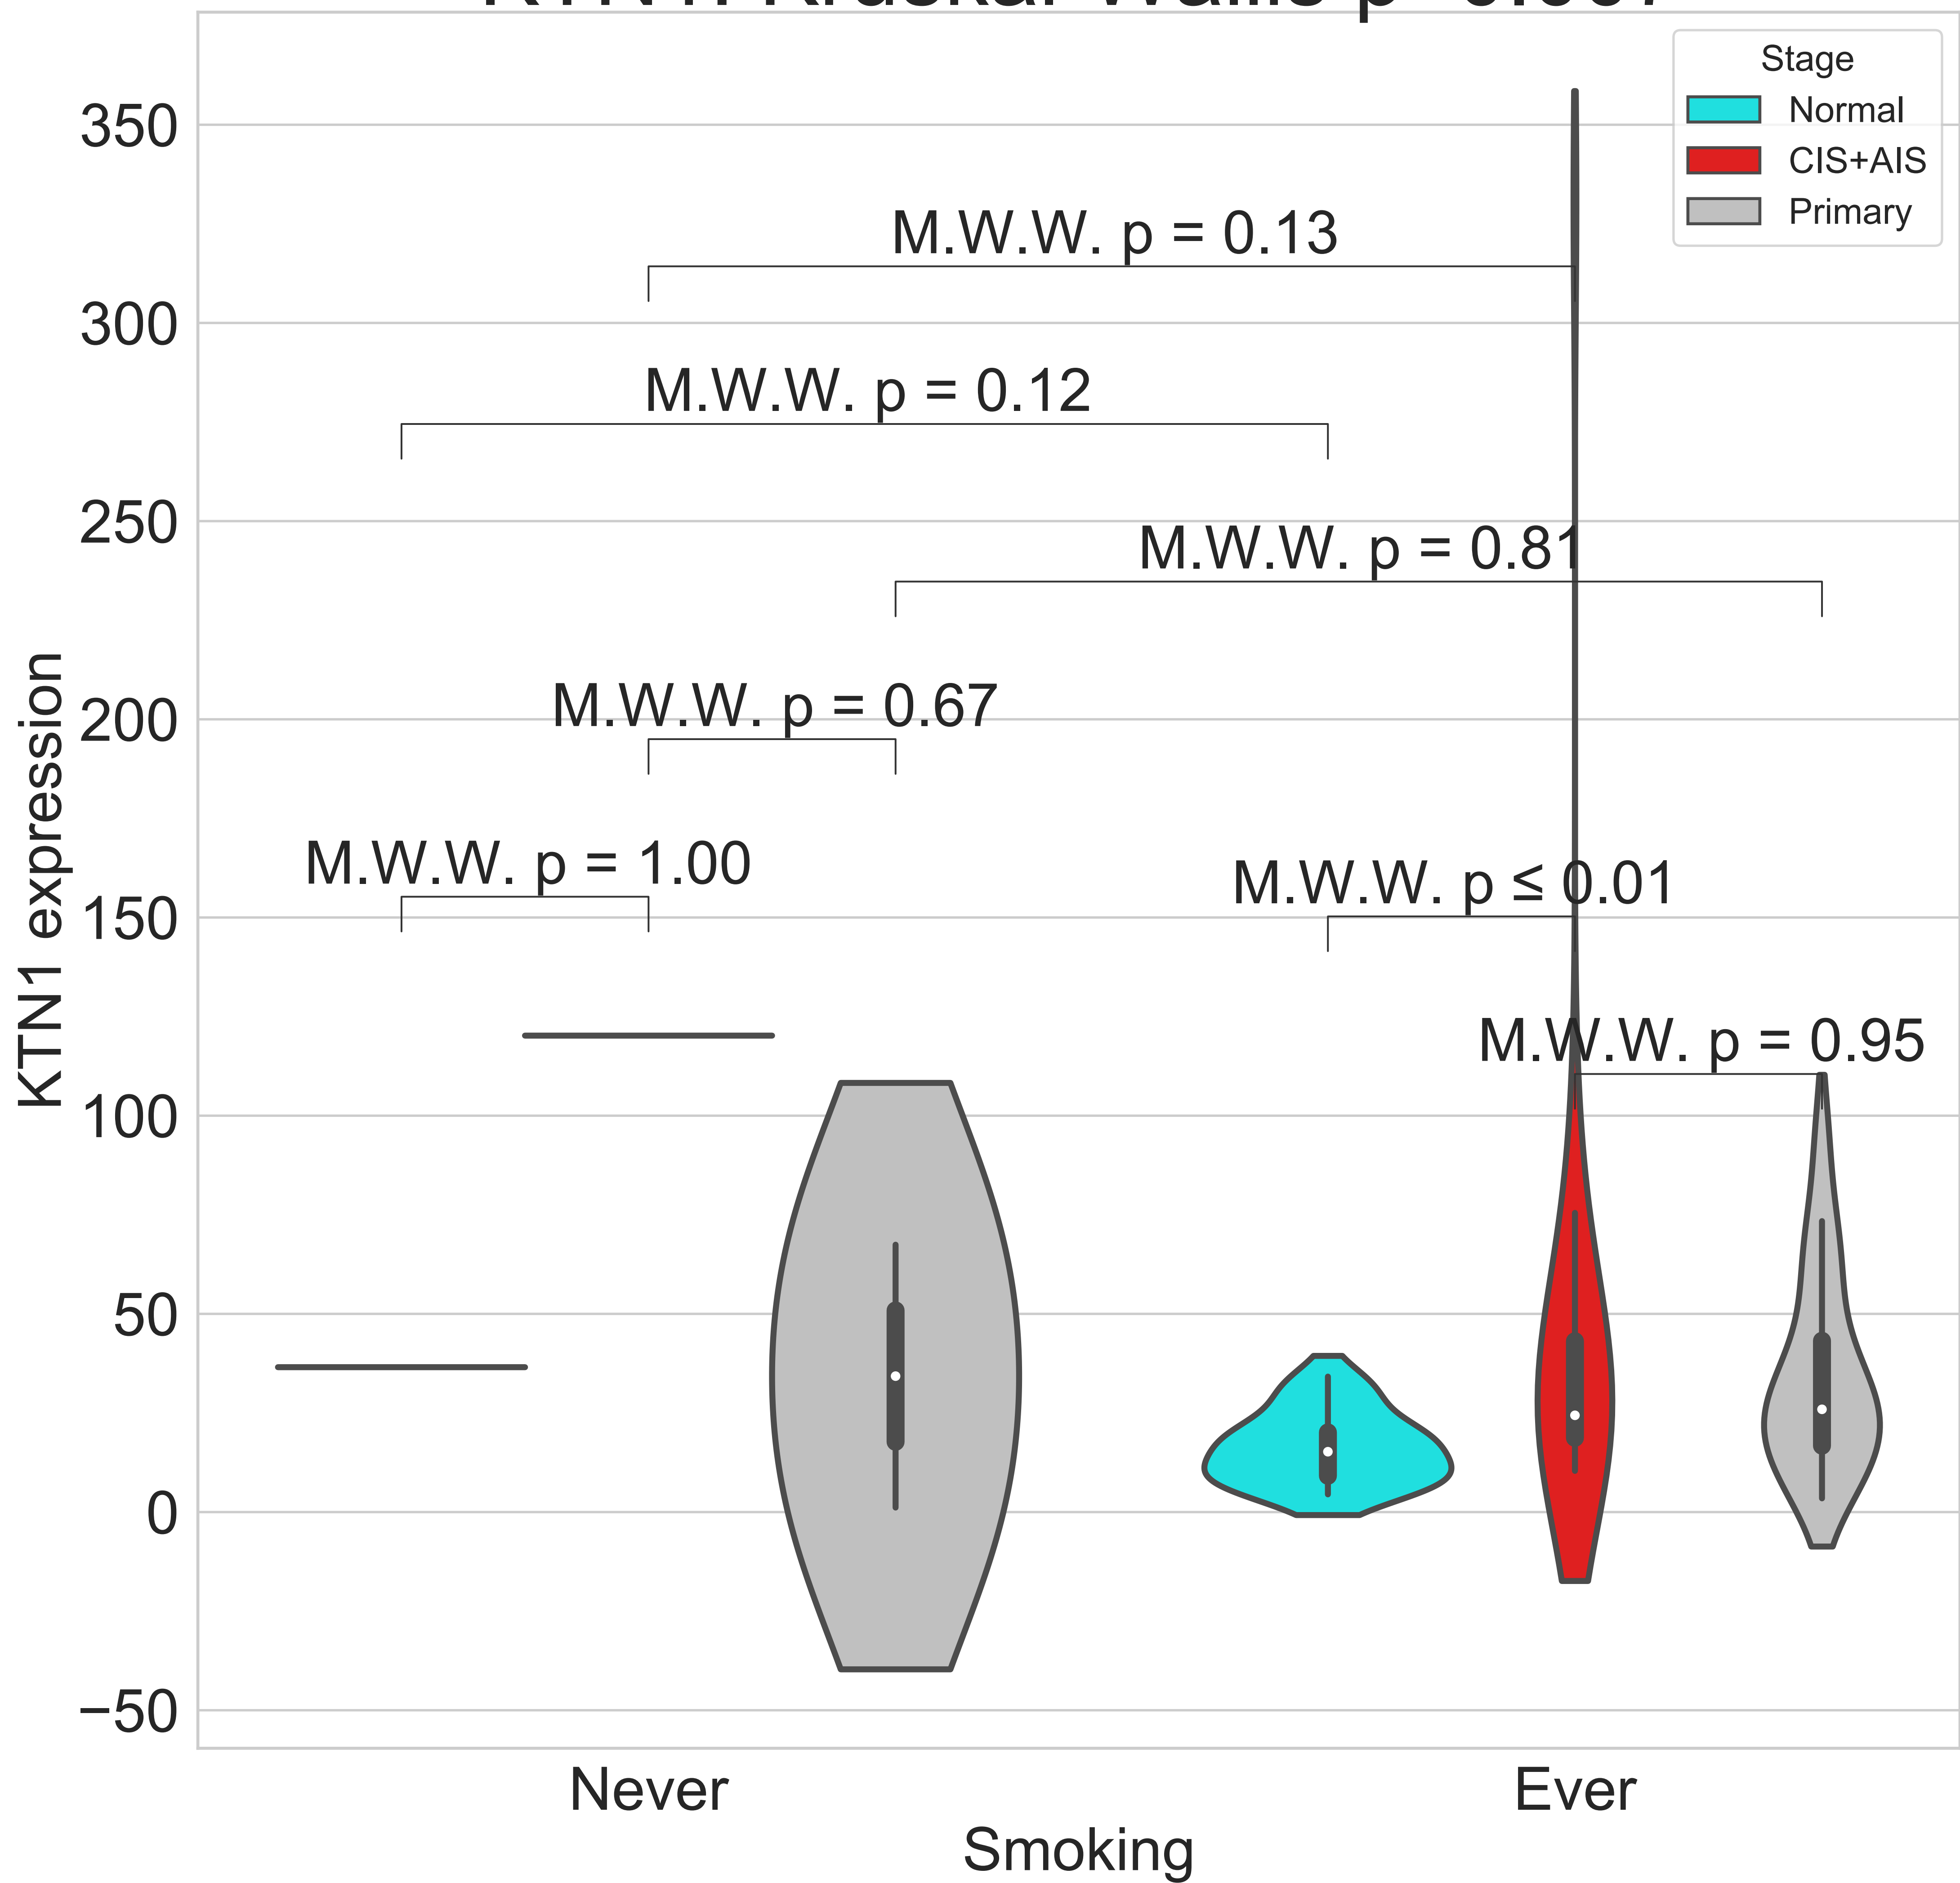 Stage
Normal
CIS+AIS
Primary
350
300
250
200
150
100
50
0
−50
KTN1 expression
M.W.W. p = 0.13
M.W.W. p = 0.12
M.W.W. p = 0.81
M.W.W. p = 0.67
M.W.W. p = 1.00
M.W.W. p ≤ 0.01
M.W.W. p = 0.95
Never
Ever
Smoking